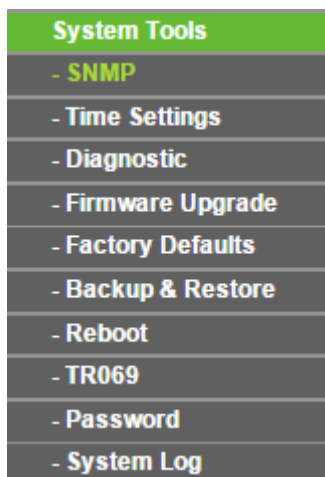 System Tools
- SNMP
- Time Settings
- Diagnostic
- Firmware Upgrade
- Factory Defaults
- Backup & Restore
- Reboot
- TR069
- Password
- System Log